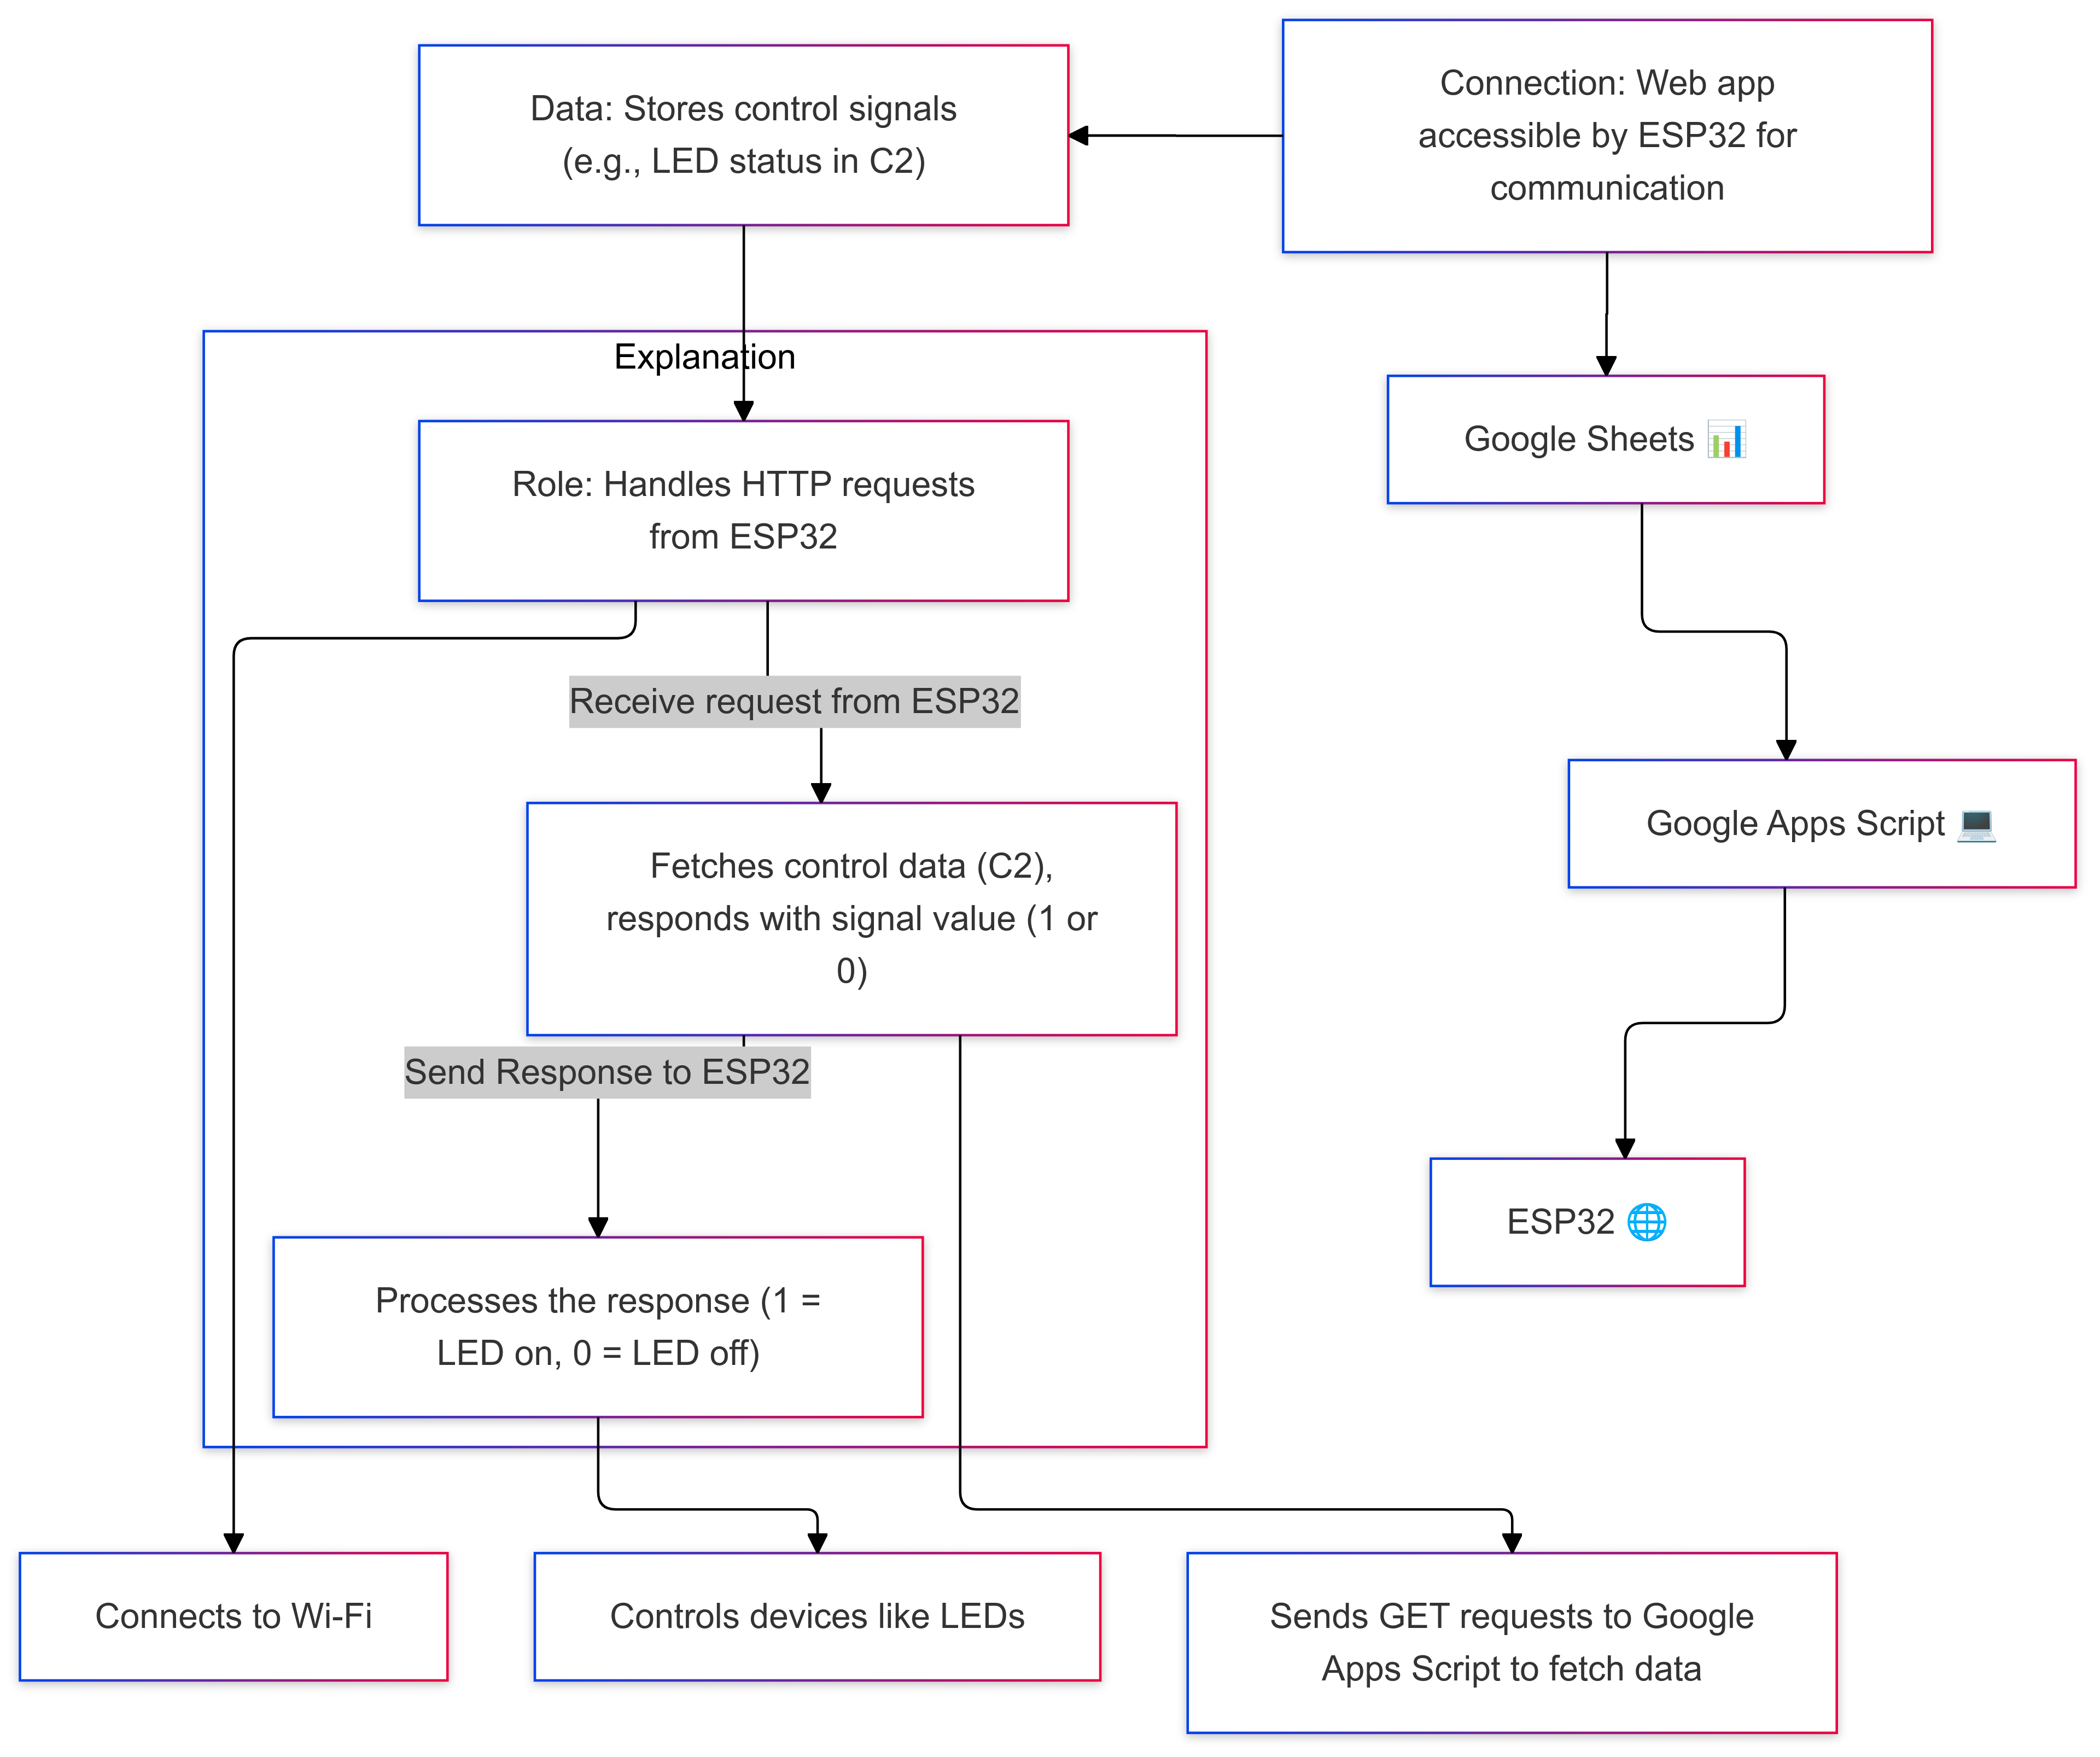 Data: Stores control signals
(e.g., LED status in C2)
Connection: Web app
accessible by ESP32 for
communication
Explanation
Role: Handles HTTP requests
from ESP32
Google Sheets 📊
Receive request from ESP32
Google Apps Script 💻
Fetches control data (C2),
responds with signal value (1 or
0)
Send Response to ESP32
ESP32 🌐
Processes the response (1 =
LED on, 0 = LED off)
Connects to Wi-Fi
Controls devices like LEDs
Sends GET requests to Google
Apps Script to fetch data